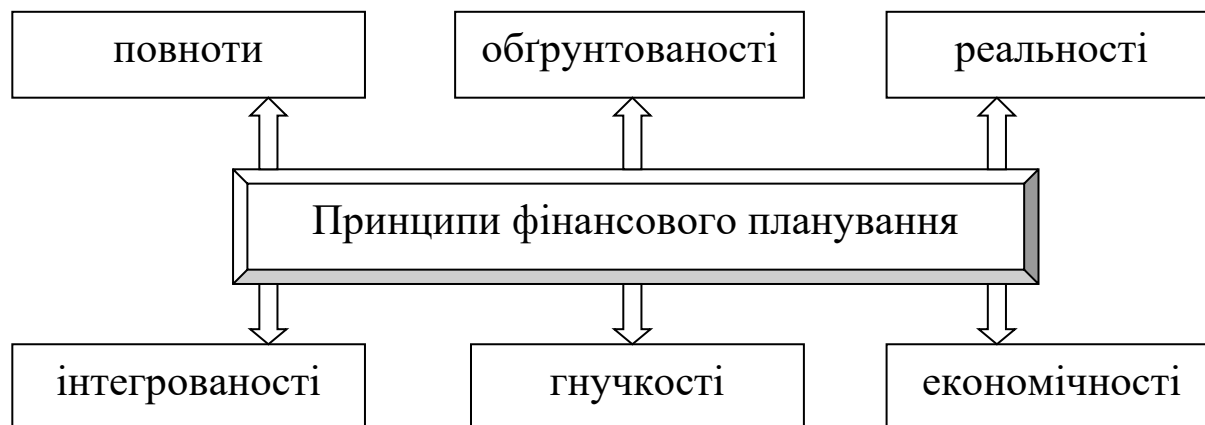 повноти
обґрунтованості
реальності
Принципи фінансового планування
інтегрованості
гнучкості
економічності